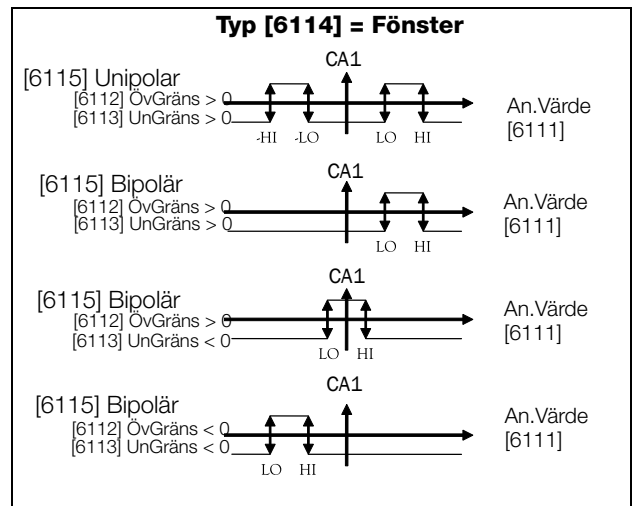 Typ [6114] = Fönster
CA1
[6115] Unipolar
[6112] ÖvGräns > 0
[6113] UnGräns > 0
-HI -LO LO HI
An.Värde
[6111]
CA1
[6115] Bipolär
[6112] ÖvGräns > 0
[6113] UnGräns > 0
LO HI
An.Värde
[6111]
CA1
[6115] Bipolär
[6112] ÖvGräns > 0
[6113] UnGräns < 0
LO HI
An.Värde
[6111]
CA1
[6115] Bipolär
[6112] ÖvGräns < 0
[6113] UnGräns < 0
LO HI
An.Värde
[6111]